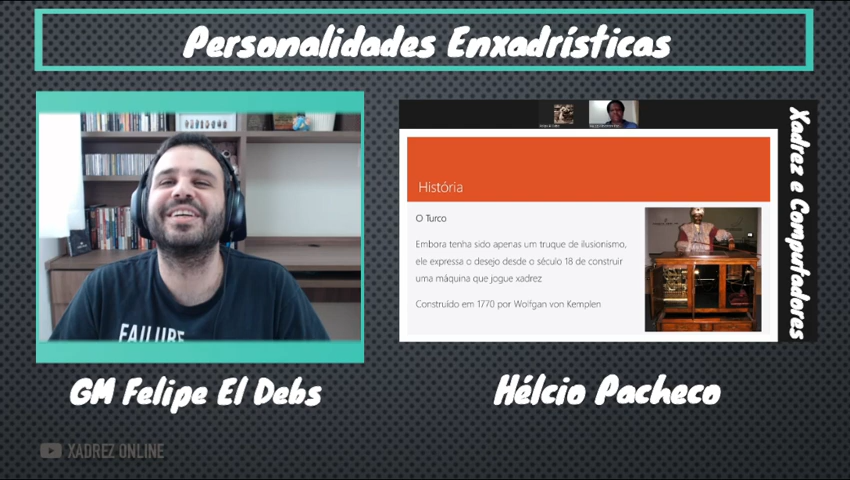 Personalidades Enxadrísticas
História
O Turco
Embora tenha sido apenas um truque de ilusionismo,
ele expressa o desejo desde o século 18 de construir
uma máquina que jogue xadrez
Construído em 1770 por Wolfgan von Kemplen
Xadrez e Computadores
FAILURE
GM Felipe El Debs
Hélcio Pacheco
XADREZ ONLINE